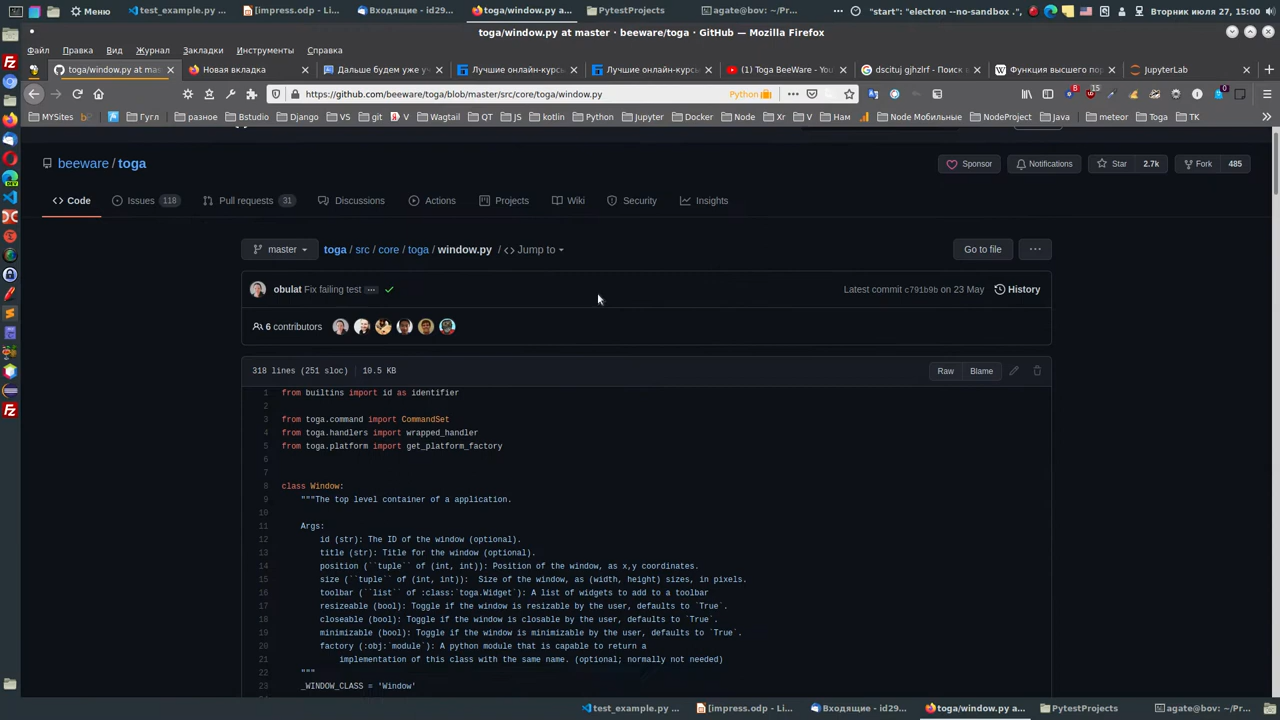 Меню
test_example.py ...
[impress.odp - Li...
Входящие - id29...
toga/window.py a...
PytestProjects
agate@bov: ~/Pr...
"start": "electron --no-sandbox .",
Вторник июля 27, 15:00
toga/window.py at master · beeware/toga · GitHub — Mozilla Firefox
Файл Правка Вид Журнал Закладки Инструменты Справка
toga/window.py at mas
Новая вкладка
Дальше будем уже у
Лучшие онлайн-курсы
Лучшие онлайн-курсы
(1) Toga BeeWare - You
dscituj gjhzlrf - Поиск в
Функция высшего пор
JupyterLab
https://github.com/beeware/toga/blob/master/src/core/toga/window.py
Python
8 15 1 0
MYSites Гугл разное Bstudio Django VS git V Wagtail QT JS kotlin Python Jupyter Docker Node Xr V Нам Node Мобильные NodeProject Java meteor Toga TK
beeware / toga
Sponsor Notifications Star 2.7k Fork 485
Code Issues 118 Pull requests 31 Discussions Actions Projects Wiki Security Insights
master toga / src / core / toga / window.py / Jump to Go to file
obulat Fix failing test ... Latest commit c791b9b on 23 May History
6 contributors
318 lines (251 sloc) 10.5 KB Raw Blame
1 from builtins import id as identifier
2
3 from toga.command import CommandSet
4 from toga.handlers import wrapped_handler
5 from toga.platform import get_platform_factory
6
7
8 class Window:
9 """The top level container of a application.
10
11 Args:
12 id (str): The ID of the window (optional).
13 title (str): Title for the window (optional).
14 position (``tuple`` of (int, int)): Position of the window, as x,y coordinates.
15 size (``tuple`` of (int, int)): Size of the window, as (width, height) sizes, in pixels.
16 toolbar (``list`` of :class:`toga.Widget`): A list of widgets to add to a toolbar
17 resizeable (bool): Toggle if the window is resizable by the user, defaults to `True`.
18 closeable (bool): Toggle if the window is closable by the user, defaults to `True`.
19 minimizable (bool): Toggle if the window is minimizable by the user, defaults to `True`.
20 factory (:obj:`module`): A python module that is capable to return a
21 implementation of this class with the same name. (optional; normally not needed)
22 """
23 _WINDOW_CLASS = 'Window'
test_example.py ...
[impress.odp - Li...
Входящие - id29...
toga/window.py a...
PytestProjects
agate@bov: ~/Pr...